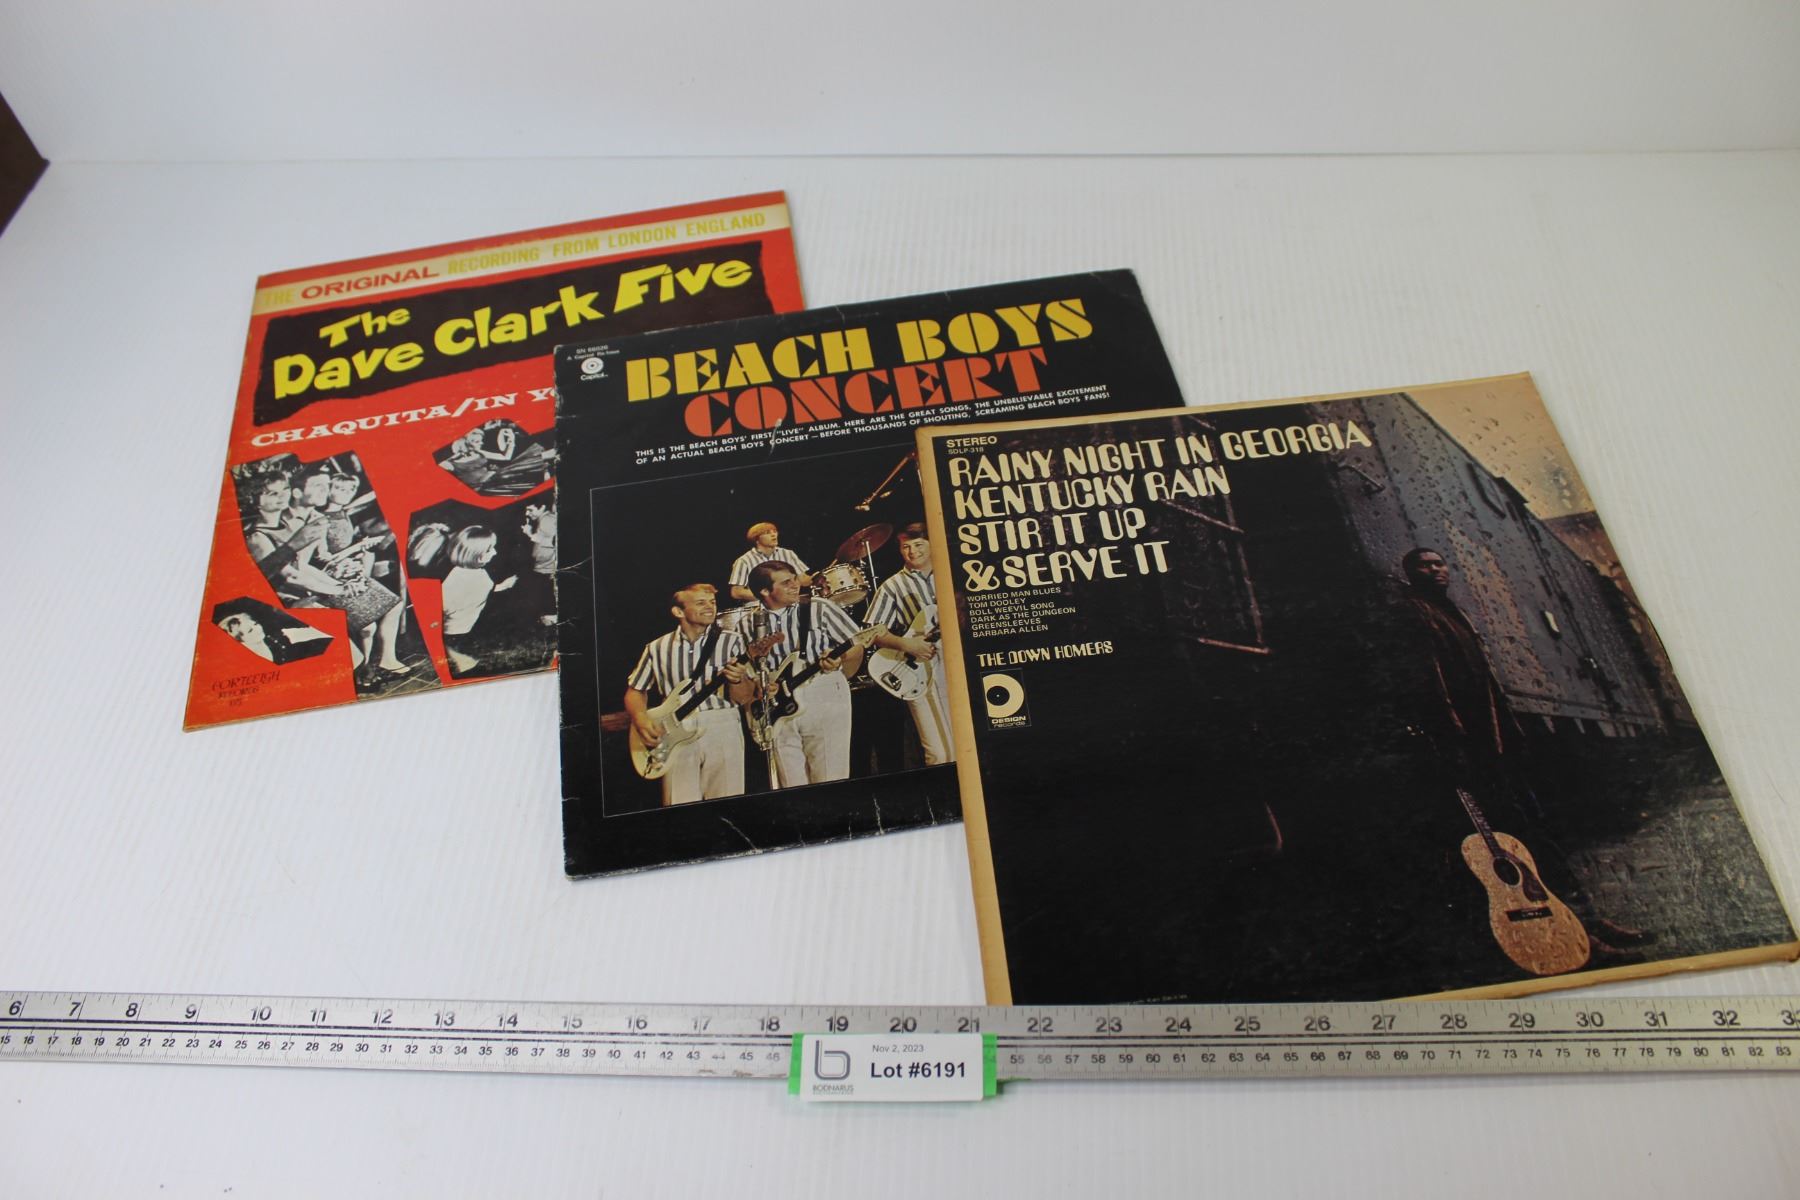 THE ORIGINAL RECORDING FROM LONDON ENGLAND
The
Dave Clark Five
CHAQUITA/IN
CORTLEIGH
RECORDS
SN 66026
A Capitol Re-Issue
Capitol
BEACH BOYS
CONCERT
THIS IS THE BEACH BOYS' FIRST "LIVE" ALBUM. HERE ARE THE GREAT SONGS, THE UNBELIEVABLE EXCITEMENT
OF AN ACTUAL BEACH BOYS CONCERT — BEFORE THOUSANDS OF SHOUTING, SCREAMING BEACH BOYS FANS!
STEREO
SDLP-318
RAINY NIGHT IN GEORGIA
KENTUCKY RAIN
STIR IT UP
& SERVE IT
WORRIED MAN BLUES
TOM DOOLEY
BOLL WEEVIL SONG
DARK AS THE DUNGEON
GREENSLEEVES
BARBARA ALLEN
THE DOWN HOMERS
DESIGN
records
6 7 8 9 10 11 12 13 14 15 16 17 18 19 20 21 22 23 24 25 26 27 28 29 30 31 32 33
15 16 17 18 19 20 21 22 23 24 25 26 27 28 29 30 31 32 33 34 35 36 37 38 39 40 41 42 43 44 45 46 55 56 57 58 59 60 61 62 63 64 65 66 67 68 69 70 71 72 73 74 75 76 77 78 79 80 81 82 83
Nov 2, 2023
Lot #6191
b
BODNARUS
AUCTIONEERING